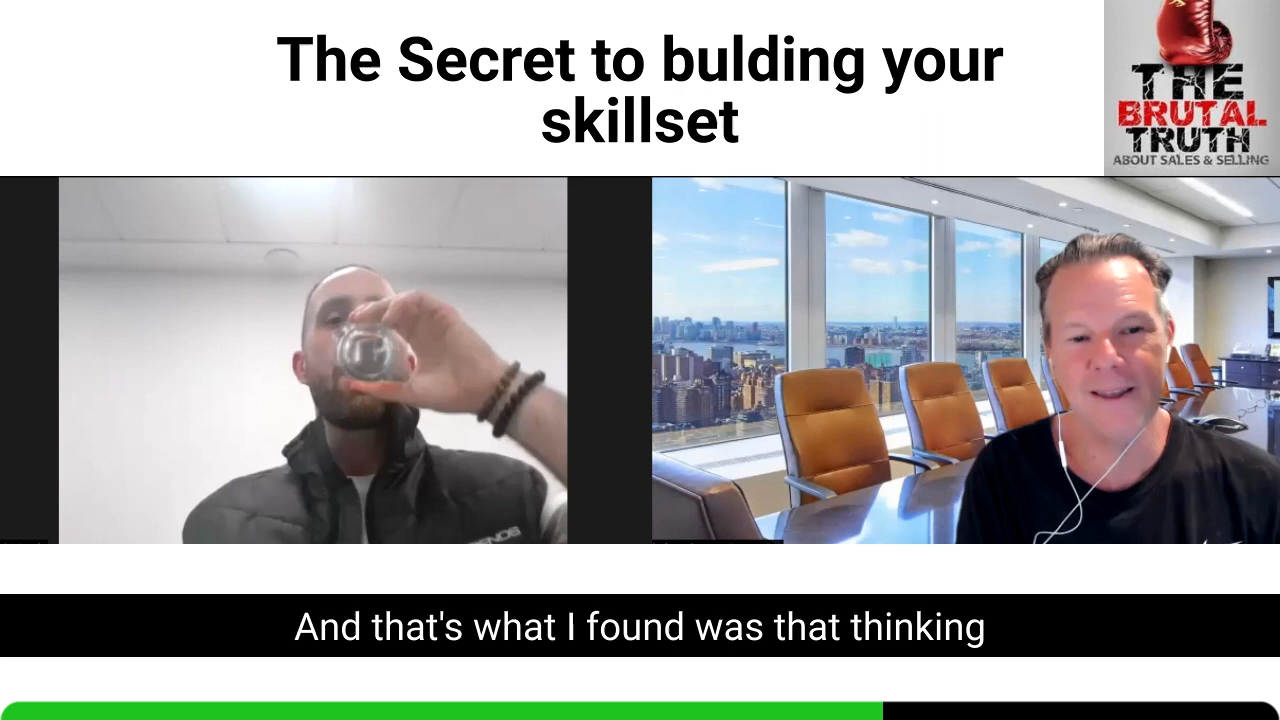 The Secret to bulding your
skillset
THE
BRUTAL
TRUTH
ABOUT SALES & SELLING
And that's what I found was that thinking